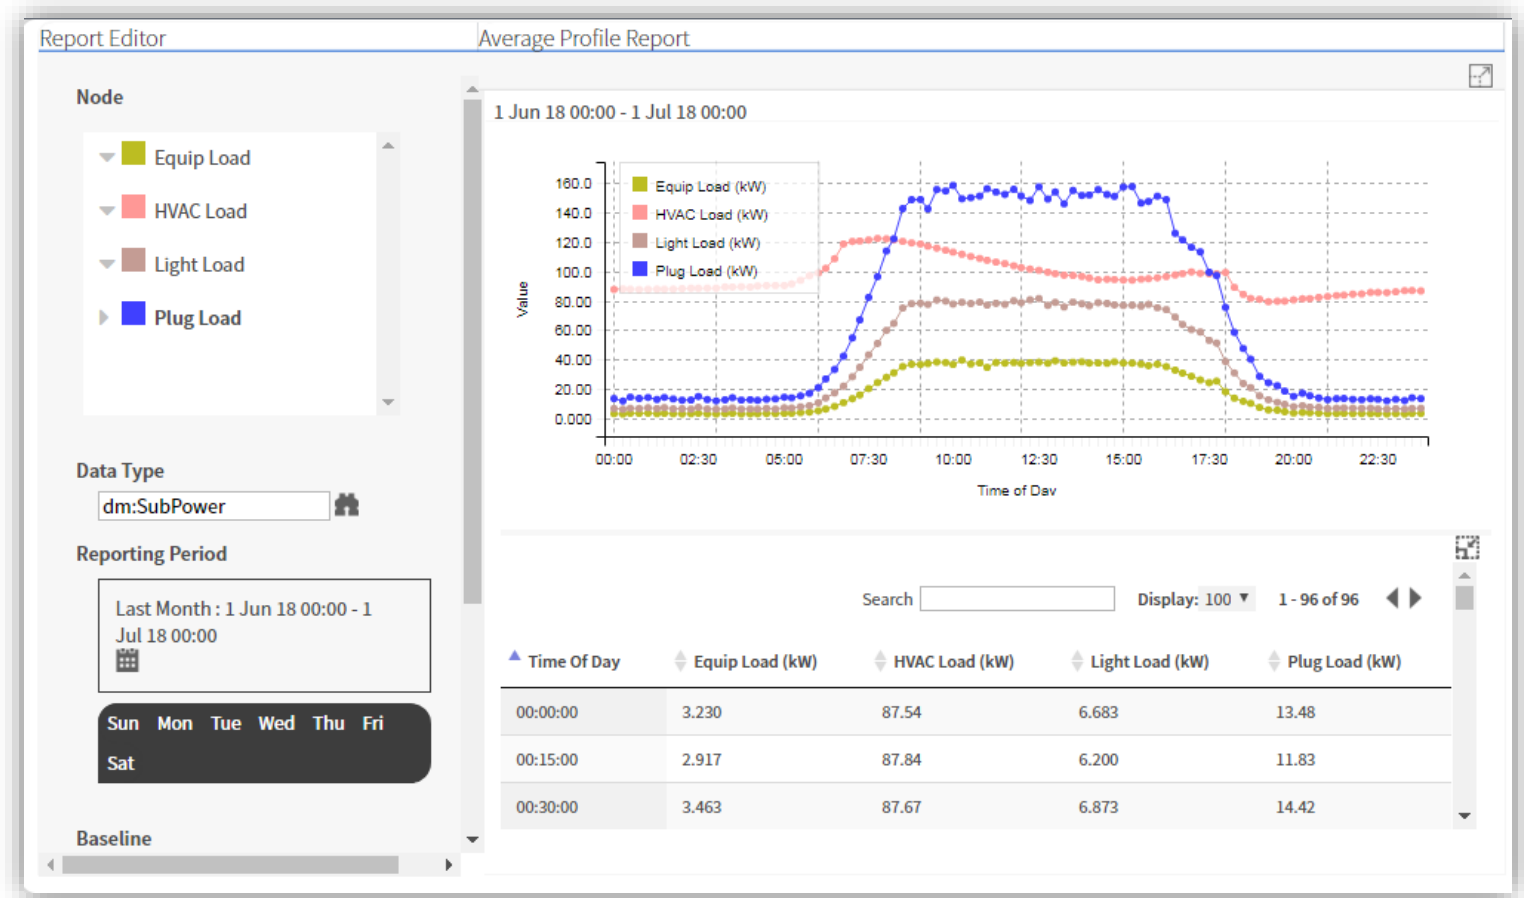 Report Editor
Average Profile Report
Node
Equip Load
HVAC Load
Light Load
Plug Load
Data Type
dm:SubPower
Reporting Period
Last Month : 1 Jun 18 00:00 - 1
Jul 18 00:00
Sun Mon Tue Wed Thu Fri
Sat
Baseline
1 Jun 18 00:00 - 1 Jul 18 00:00
Value
160.0
140.0
120.0
100.0
80.00
60.00
40.00
20.00
0.000
Equip Load (kW)
HVAC Load (kW)
Light Load (kW)
Plug Load (kW)
00:00 02:30 05:00 07:30 10:00 12:30 15:00 17:30 20:00 22:30
Time of Day
Search Display: 100 1 - 96 of 96
Time Of Day Equip Load (kW) HVAC Load (kW) Light Load (kW) Plug Load (kW)
00:00:00 3.230 87.54 6.683 13.48
00:15:00 2.917 87.84 6.200 11.83
00:30:00 3.463 87.67 6.873 14.42